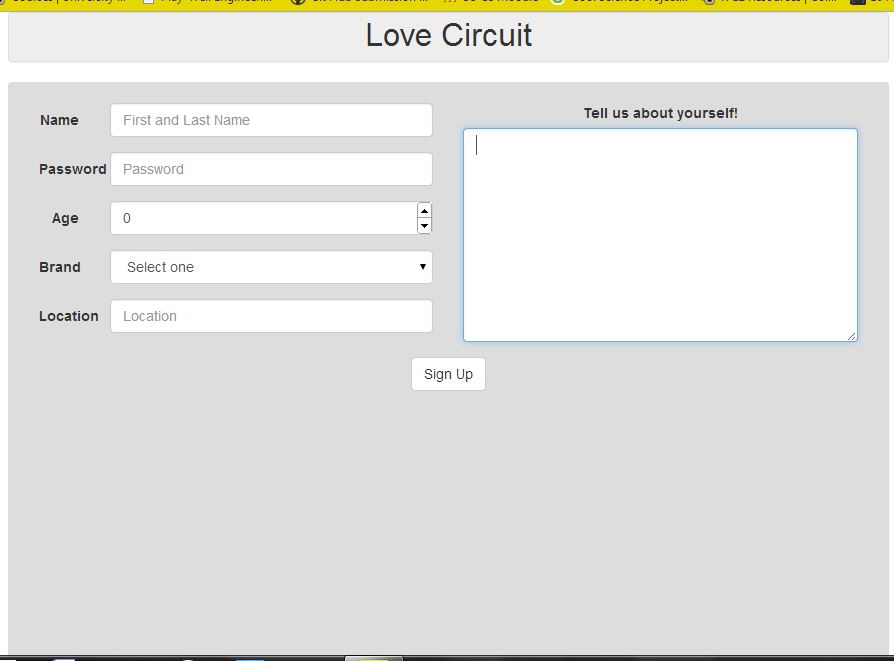 Love Circuit
Name
First and Last Name
Password
Password
Age
0
Brand
Select one
Location
Location
Tell us about yourself!
Sign Up